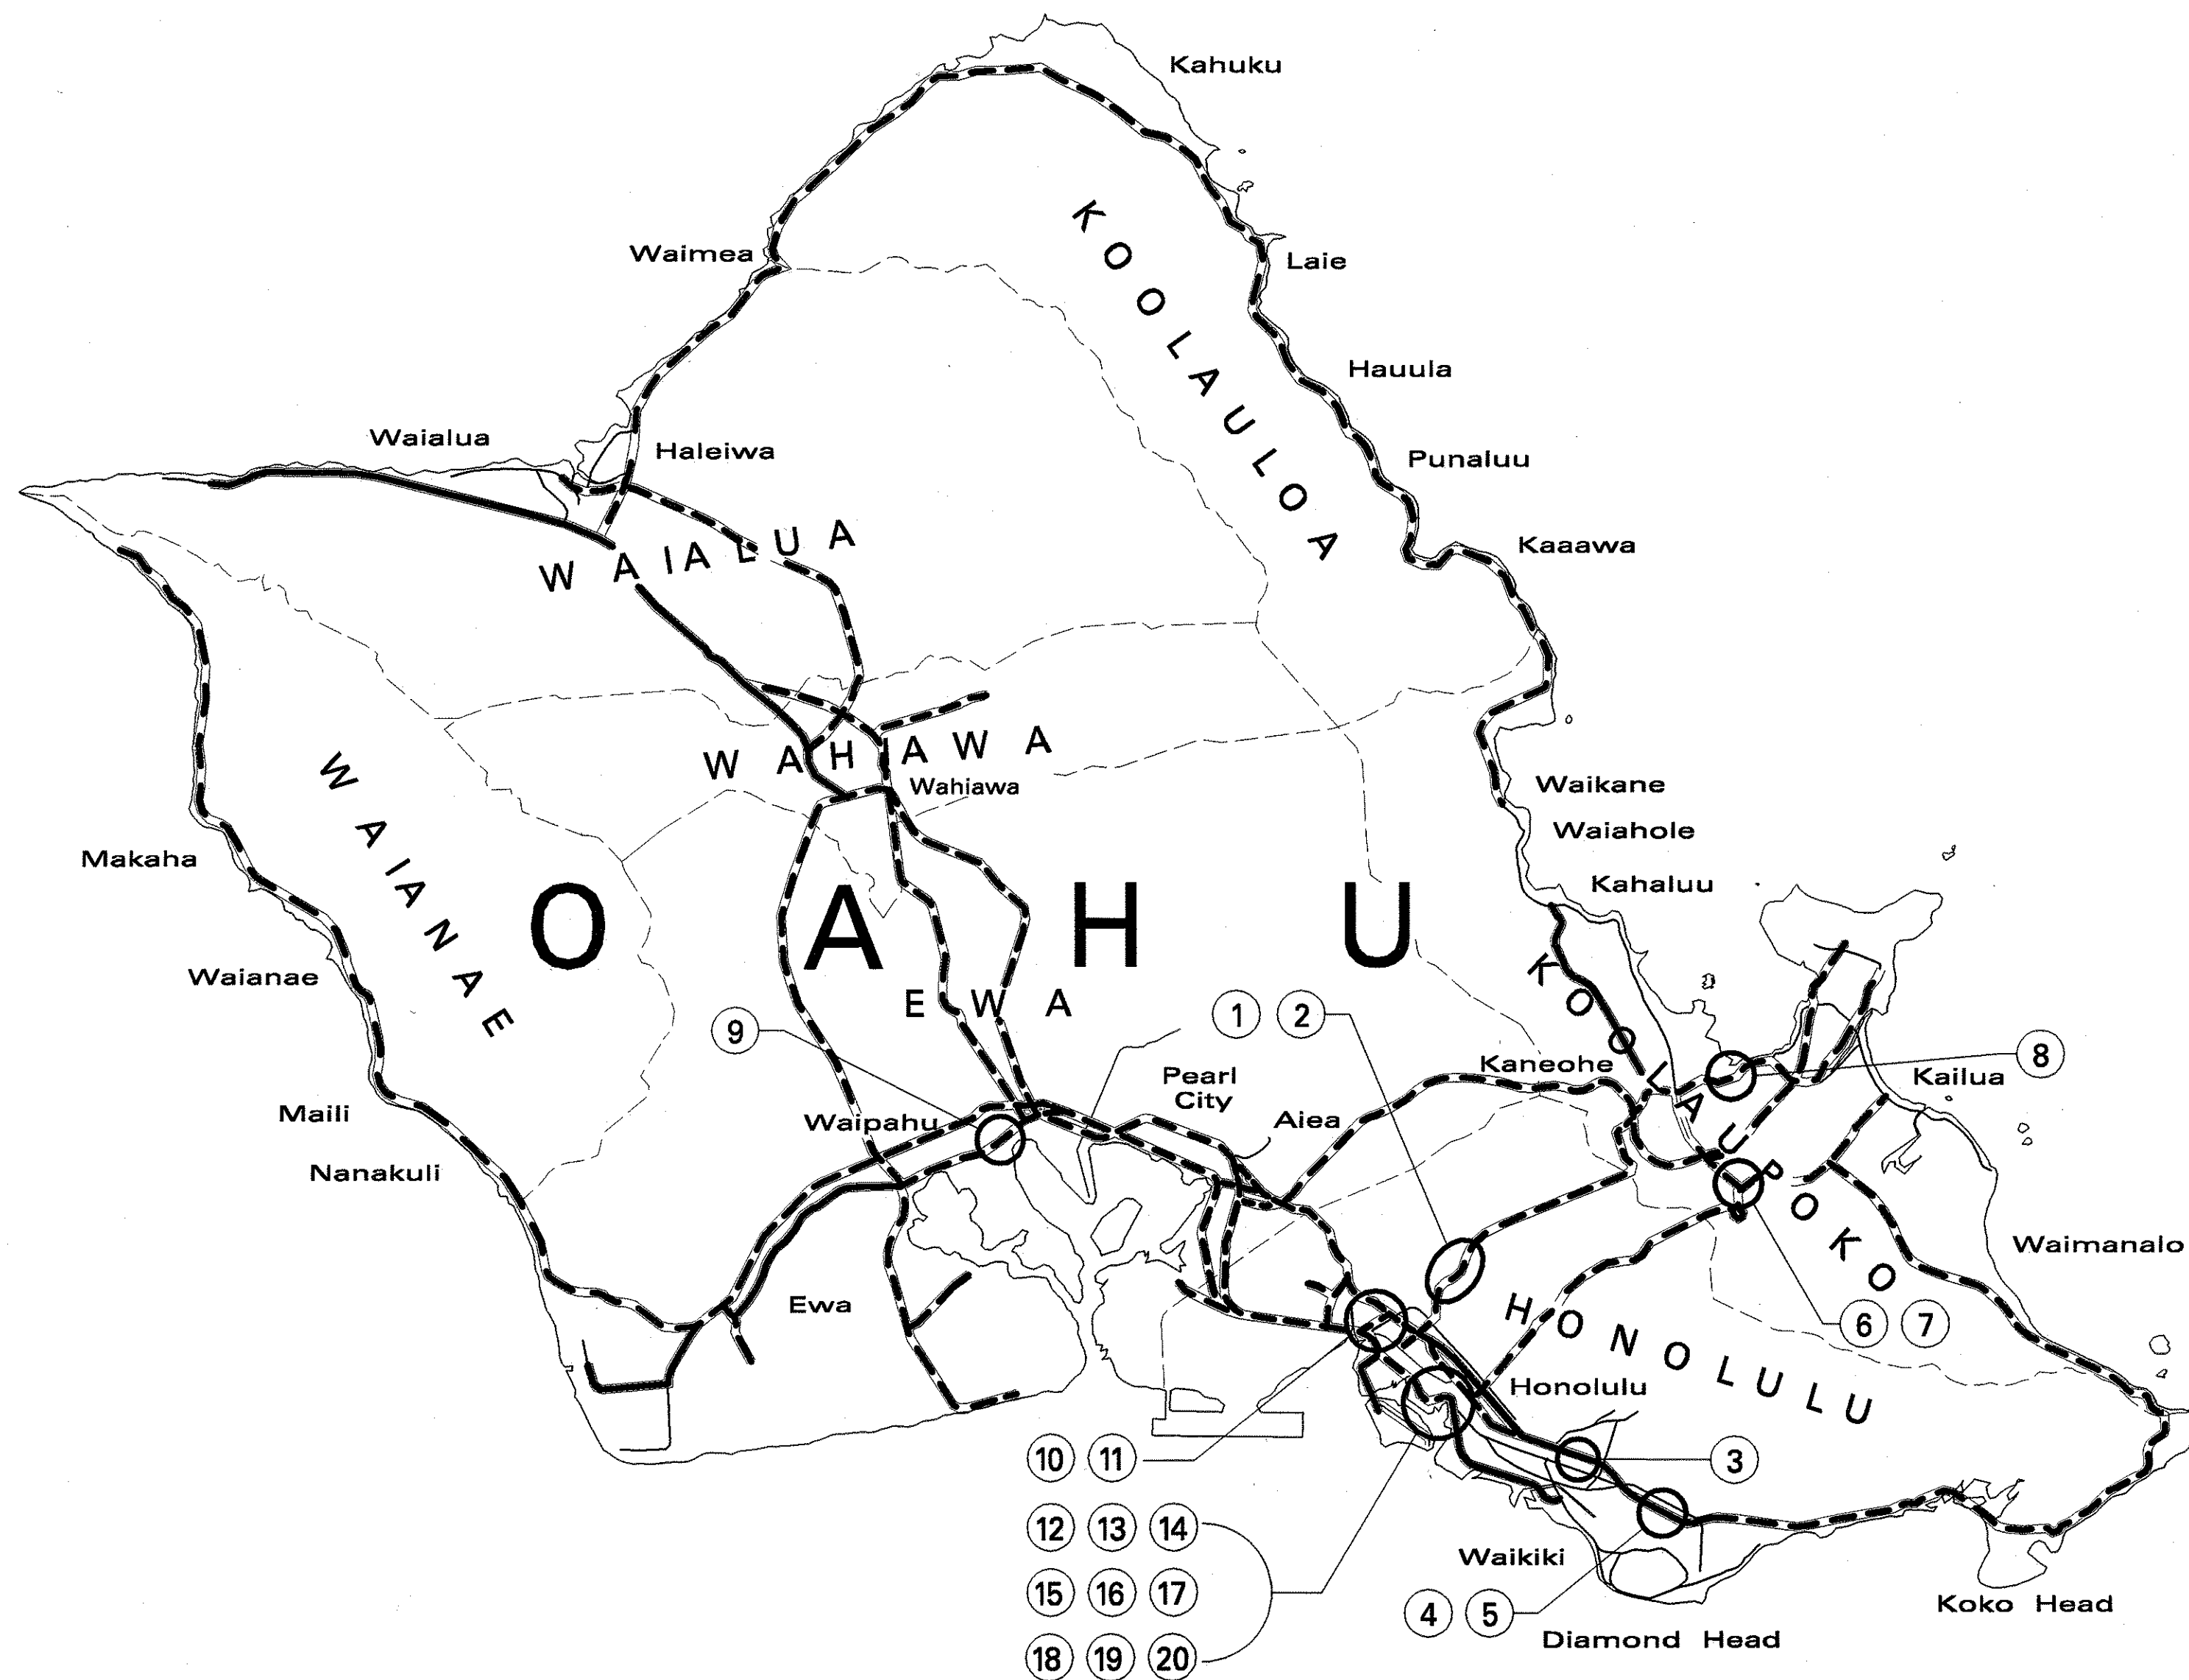 Kahuku
Waimea
KOOLAULOA
Laie
Hauula
Waialua
Haleiwa
Punaluu
Kaaawa
WAIALUA
WAHIAWA
Wahiawa
WAIANAE
Waikane
Waiahole
Makaha
Kahaluu
OAHU
Waianae
KOOLAUPOKO
EWA
9
1 2
Kaneohe
8
Pearl
City
Kailua
Maili
Waipahu
Aiea
Nanakuli
Waimanalo
Ewa
HONOLULU
6 7
Honolulu
10 11
3
12 13 14
Waikiki
15 16 17
4 5
Koko Head
Diamond Head
18 19 20